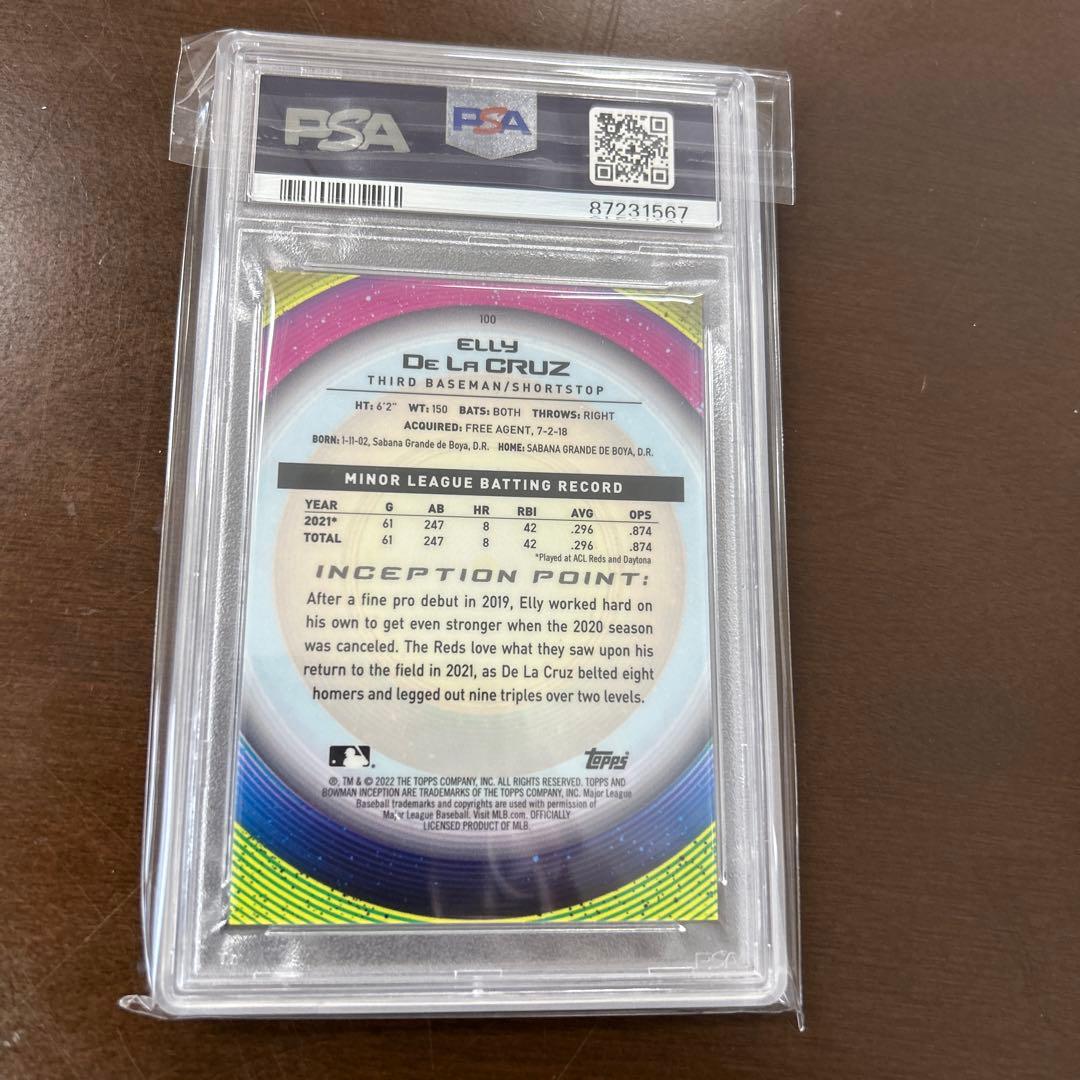 PSA PSA
87231567
100
ELLY
DE LA CRUZ
THIRD BASEMAN/SHORTSTOP
HT: 6'2" WT: 150 BATS: BOTH THROWS: RIGHT
ACQUIRED: FREE AGENT, 7-2-18
BORN: 1-11-02, Sabana Grande de Boya, D.R. HOME: SABANA GRANDE DE BOYA, D.R.
MINOR LEAGUE BATTING RECORD
YEAR G AB HR RBI AVG OPS
2021* 61 247 8 42 .296 .874
TOTAL 61 247 8 42 .296 .874
*Played at ACL Reds and Daytona
INCEPTION POINT:
After a fine pro debut in 2019, Elly worked hard on
his own to get even stronger when the 2020 season
was canceled. The Reds love what they saw upon his
return to the field in 2021, as De La Cruz belted eight
homers and legged out nine triples over two levels.
topps
®, TM & © 2022 THE TOPPS COMPANY, INC. ALL RIGHTS RESERVED. TOPPS AND
BOWMAN INCEPTION ARE TRADEMARKS OF THE TOPPS COMPANY, INC. Major League
Baseball trademarks and copyrights are used with permission of
Major League Baseball. Visit MLB.com. OFFICIALLY
LICENSED PRODUCT OF MLB.
PSA